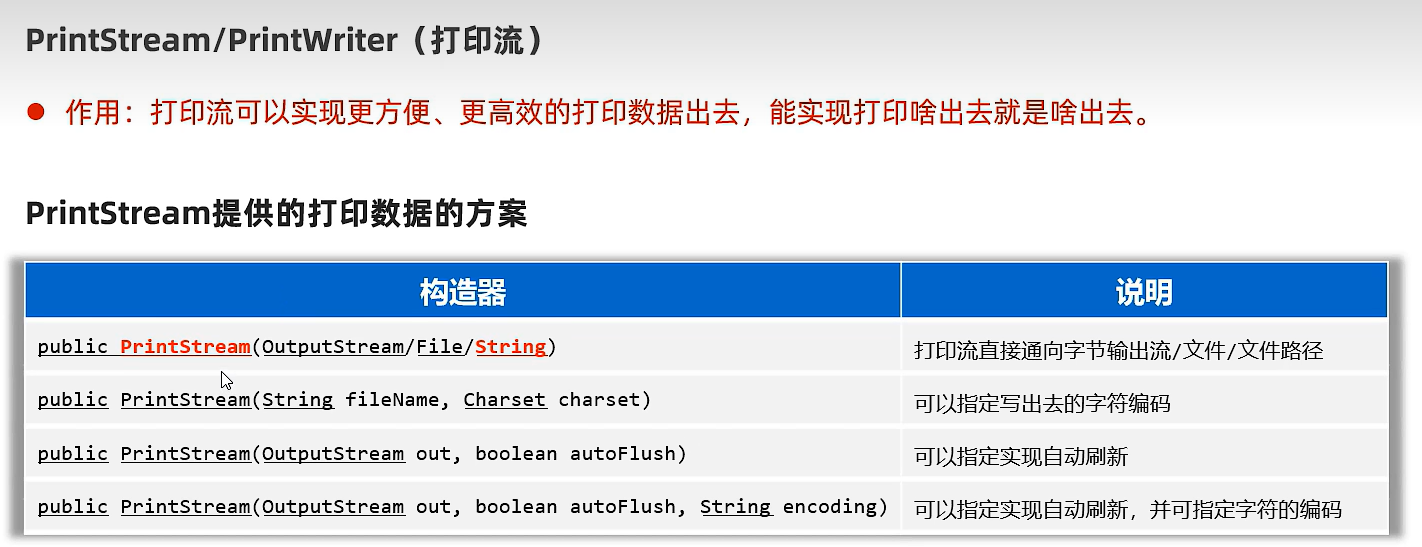 PrintStream/PrintWriter（打印流）
作用：打印流可以实现更方便、更高效的打印数据出去，能实现打印啥出去就是啥出去。
PrintStream提供的打印数据的方案
构造器 说明
public PrintStream(OutputStream/File/String) 打印流直接通向字节输出流/文件/文件路径
public PrintStream(String fileName, Charset charset) 可以指定写出去的字符编码
public PrintStream(OutputStream out, boolean autoFlush) 可以指定实现自动刷新
public PrintStream(OutputStream out, boolean autoFlush, String encoding) 可以指定实现自动刷新，并可指定字符的编码